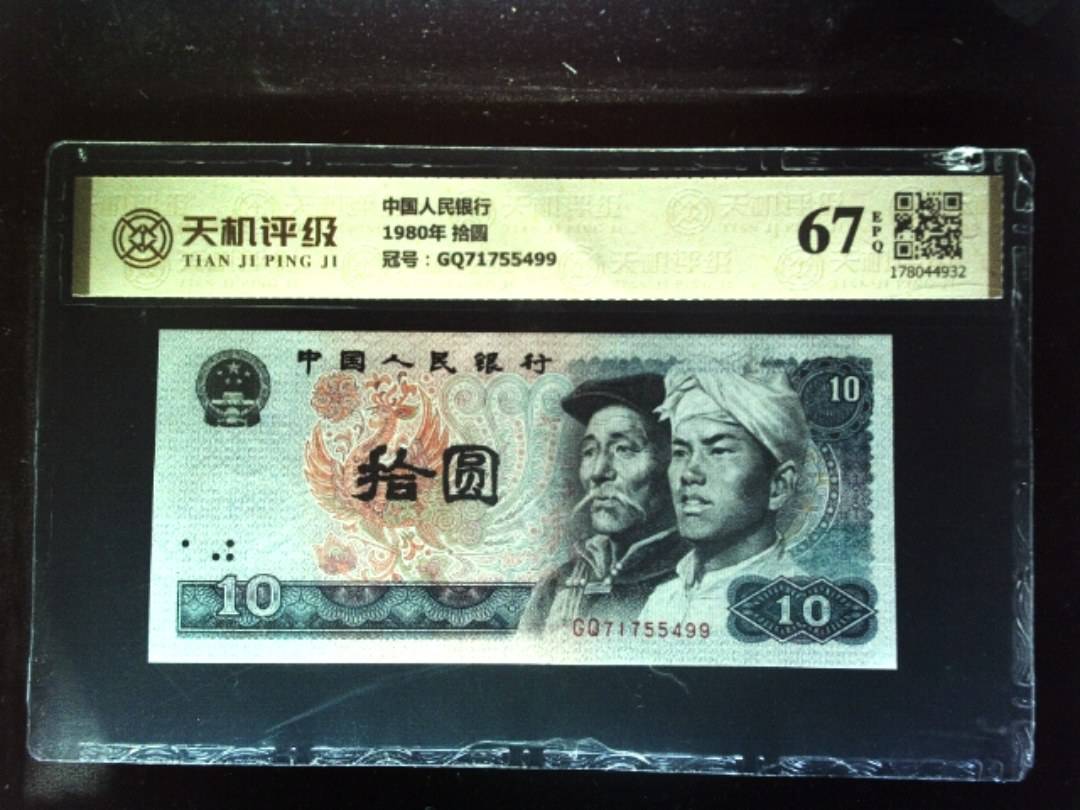 天机评级
TIAN JI PING JI
中国人民银行
1980年 拾圆
冠号：GQ71755499
67
EPQ
178044932
中国人民银行
10
拾圆
10
GQ71755499
10